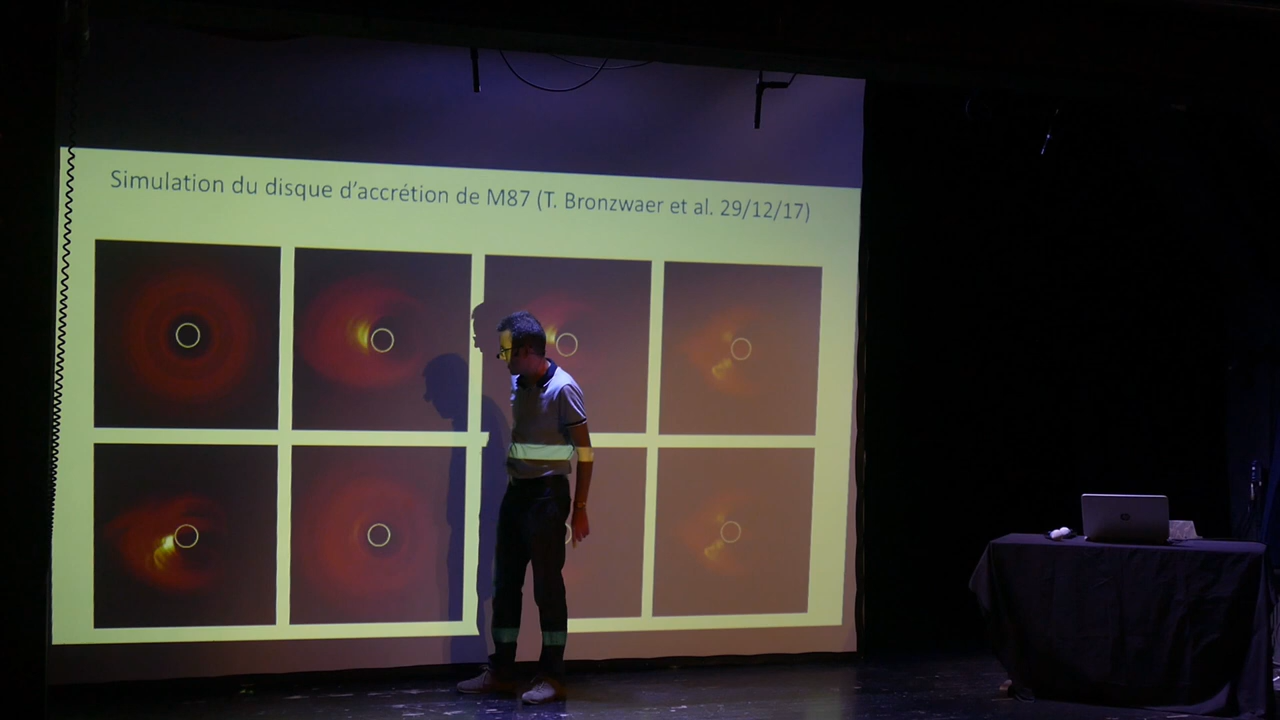 Simulation du disque d’accrétion de M87 (T. Bronzwaer et al. 29/12/17)